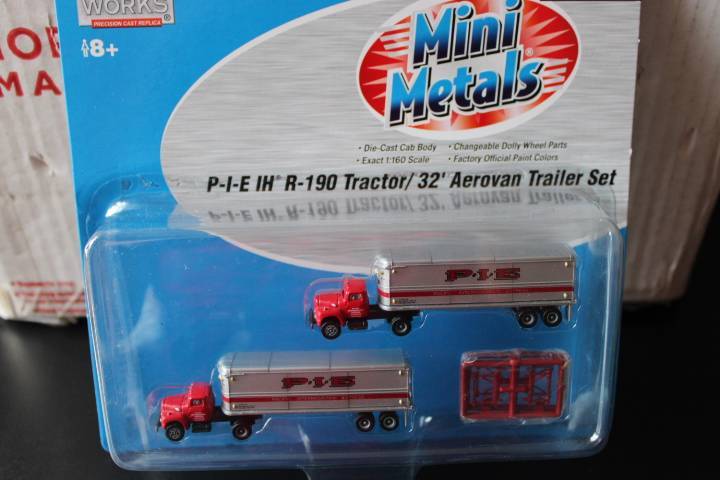 WORKS
PRECISION CAST REPLICA
8+
Mini
Metals®
• Die-Cast Cab Body
• Changeable Dolly Wheel Parts
• Exact 1:160 Scale
• Factory Official Paint Colors
P-I-E IH® R-190 Tractor/ 32' Aerovan Trailer Set
P·I·E
P·I·E
MA